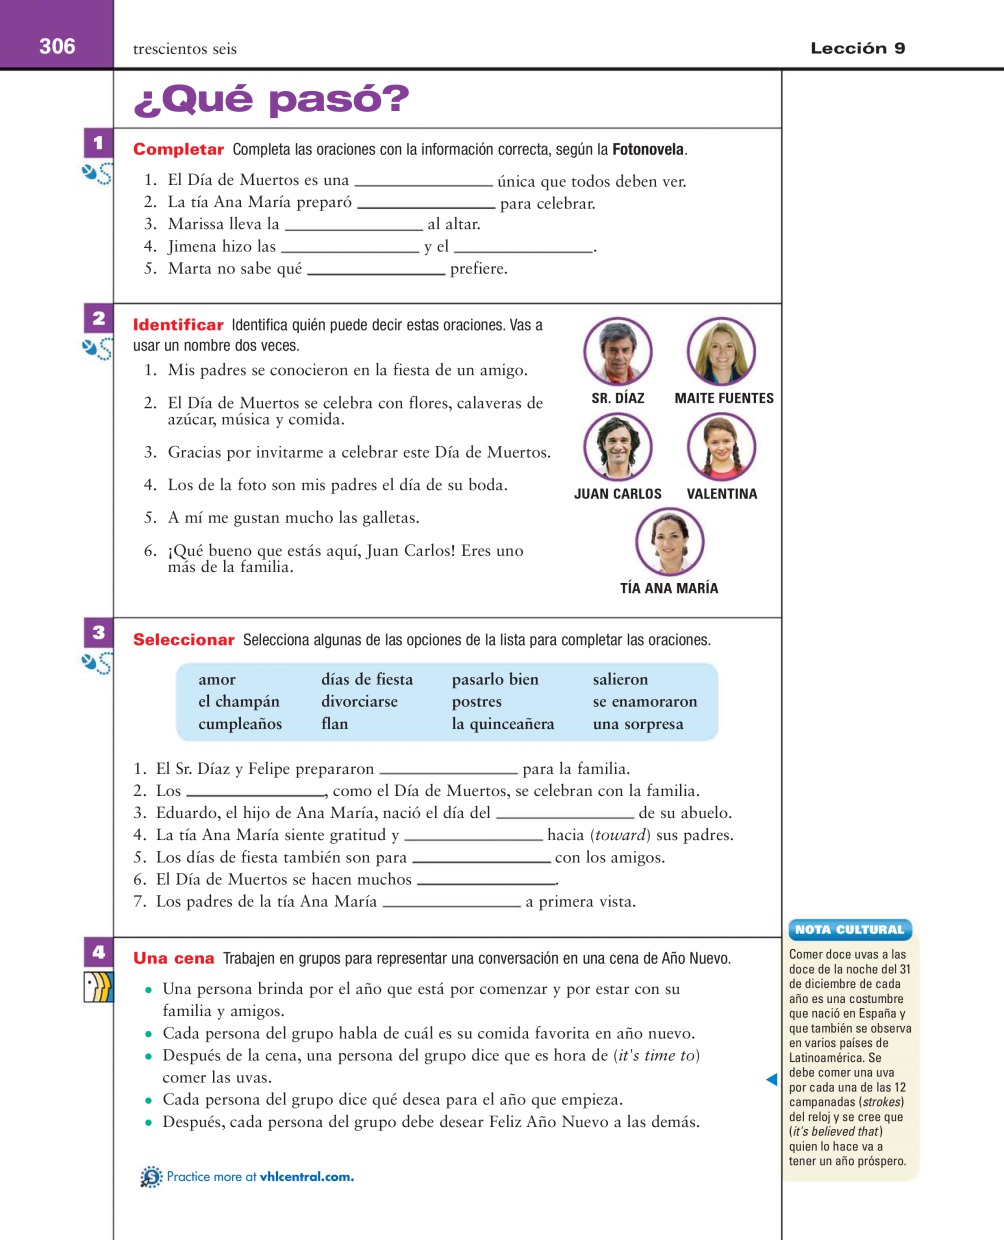 306
trescientos seis
Lección 9
¿Qué pasó?
1
Completar Completa las oraciones con la información correcta, según la Fotonovela.
1. El Día de Muertos es una ______________ única que todos deben ver.
2. La tía Ana María preparó ______________ para celebrar.
3. Marissa lleva la ______________ al altar.
4. Jimena hizo las ______________ y el ______________.
5. Marta no sabe qué ______________ prefiere.
2
Identificar Identifica quién puede decir estas oraciones. Vas a
usar un nombre dos veces.
1. Mis padres se conocieron en la fiesta de un amigo.
2. El Día de Muertos se celebra con flores, calaveras de
azúcar, música y comida.
3. Gracias por invitarme a celebrar este Día de Muertos.
4. Los de la foto son mis padres el día de su boda.
5. A mí me gustan mucho las galletas.
6. ¡Qué bueno que estás aquí, Juan Carlos! Eres uno
más de la familia.
SR. DÍAZ MAITE FUENTES
JUAN CARLOS VALENTINA
TÍA ANA MARÍA
3
Seleccionar Selecciona algunas de las opciones de la lista para completar las oraciones.
amor días de fiesta pasarlo bien salieron
el champán divorciarse postres se enamoraron
cumpleaños flan la quinceañera una sorpresa
1. El Sr. Díaz y Felipe prepararon ______________ para la familia.
2. Los ______________, como el Día de Muertos, se celebran con la familia.
3. Eduardo, el hijo de Ana María, nació el día del ______________ de su abuelo.
4. La tía Ana María siente gratitud y ______________ hacia (toward) sus padres.
5. Los días de fiesta también son para ______________ con los amigos.
6. El Día de Muertos se hacen muchos ______________.
7. Los padres de la tía Ana María ______________ a primera vista.
4
Una cena Trabajen en grupos para representar una conversación en una cena de Año Nuevo.
• Una persona brinda por el año que está por comenzar y por estar con su
familia y amigos.
• Cada persona del grupo habla de cuál es su comida favorita en año nuevo.
• Después de la cena, una persona del grupo dice que es hora de (it's time to)
comer las uvas.
• Cada persona del grupo dice qué desea para el año que empieza.
• Después, cada persona del grupo debe desear Feliz Año Nuevo a las demás.
Practice more at vhlcentral.com.
NOTA CULTURAL
Comer doce uvas a las
doce de la noche del 31
de diciembre de cada
año es una costumbre
que nació en España y
que también se observa
en varios países de
Latinoamérica. Se
debe comer una uva
por cada una de las 12
campanadas (strokes)
del reloj y se cree que
(it's believed that)
quien lo hace va a
tener un año próspero.